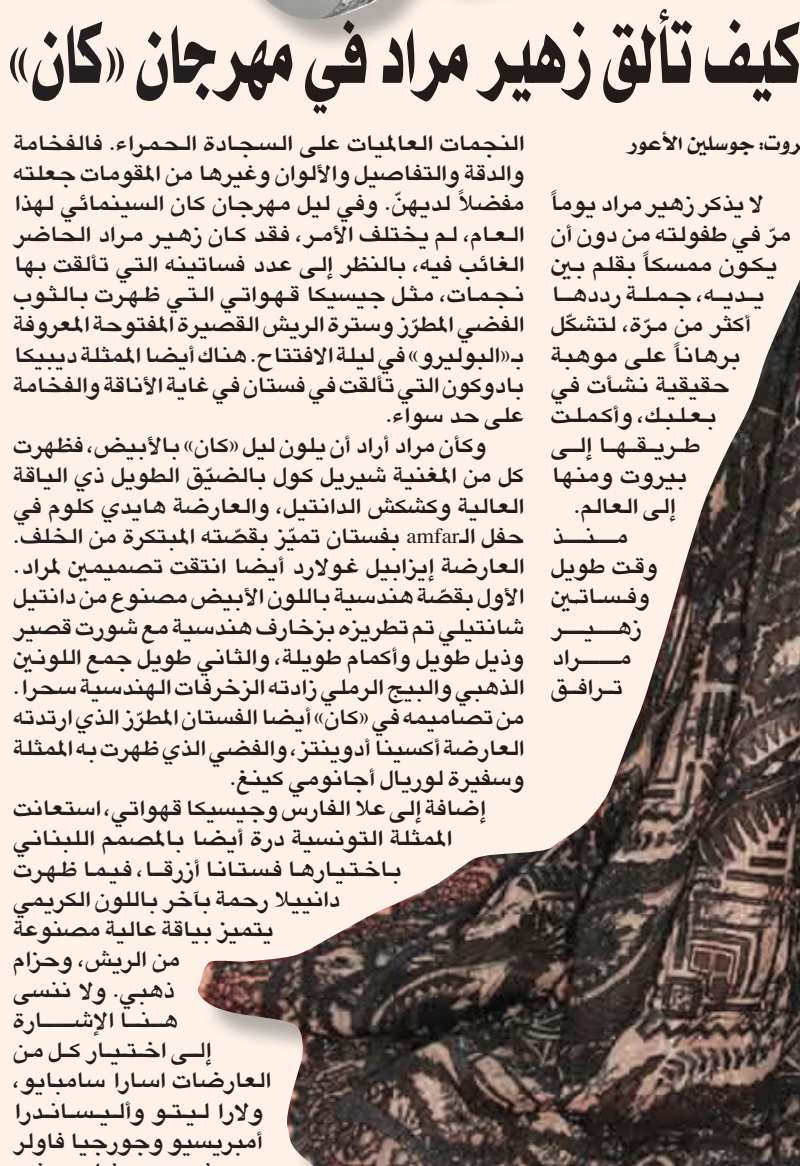 كيف تألق زهير مراد في مهرجان «كان»
جوسلين الأعور
لا يذكر زهير مراد يوماً
مرّ في طفولته من دون أن
يكون ممسكاً بقلم بين
يديه، جملة رددها
أكثر من مرّة، لتشكّل
برهاناً على موهبة
حقيقية نشأت في
بعلبك، وأكملت
طريقها إلى
بيروت ومنها
إلى العالم.
منذ
وقت طويل
وفساتين
زهير
مراد
ترافق
النجمات العالميات على السجادة الحمراء. فالفخامة
والدقة والتفاصيل والألوان وغيرها من المقومات جعلته
مفضلاً لديهنّ. وفي ليل مهرجان كان السينمائي لهذا
العام، لم يختلف الأمر، فقد كان زهير مراد الحاضر
الغائب فيه، بالنظر إلى عدد فساتينه التي تألقت بها
نجمات، مثل جيسيكا قهواتي التي ظهرت بالثوب
الفضي المطرّز وسترة الريش القصيرة المفتوحة المعروفة
بـ«البوليرو» في ليلة الافتتاح. هناك أيضا الممثلة ديبيكا
بادوكون التي تألقت في فستان في غاية الأناقة والفخامة
على حد سواء.
وكأن مراد أراد أن يلون ليل «كان» بالأبيض، فظهرت
كل من المغنية شيريل كول بالضيّق الطويل ذي الياقة
العالية وكشكش الدانتيل، والعارضة هايدي كلوم في
حفل الـamfar بفستان تميّز بقصّته المبتكرة من الخلف.
العارضة إيزابيل غولارد أيضا انتقت تصميمين لمراد.
الأول بقصّة هندسية باللون الأبيض مصنوع من دانتيل
شانتيلي تم تطريزه بزخارف هندسية مع شورت قصير
وذيل طويل وأكمام طويلة، والثاني طويل جمع اللونين
الذهبي والبيج الرملي زادته الزخرفات الهندسية سحرا.
من تصاميمه في «كان» أيضا الفستان المطرّز الذي ارتدته
العارضة أكسينا أدوينتز، والفضي الذي ظهرت به الممثلة
وسفيرة لوريال أجانومي كينغ.
إضافة إلى علا الفارس وجيسيكا قهواتي، استعانت
الممثلة التونسية درة أيضا بالمصمم اللبناني
باختيارها فستانا أزرقا، فيما ظهرت
دانييلا رحمة بآخر باللون الكريمي
يتميز بياقة عالية مصنوعة
من الريش، وحزام
ذهبي. ولا ننسى
هنا الإشارة
إلى اختيار كل من
العارضات اسارا سامبايو،
ولارا ليتو وأليساندرا
أمبريسيو وجورجيا فاولر